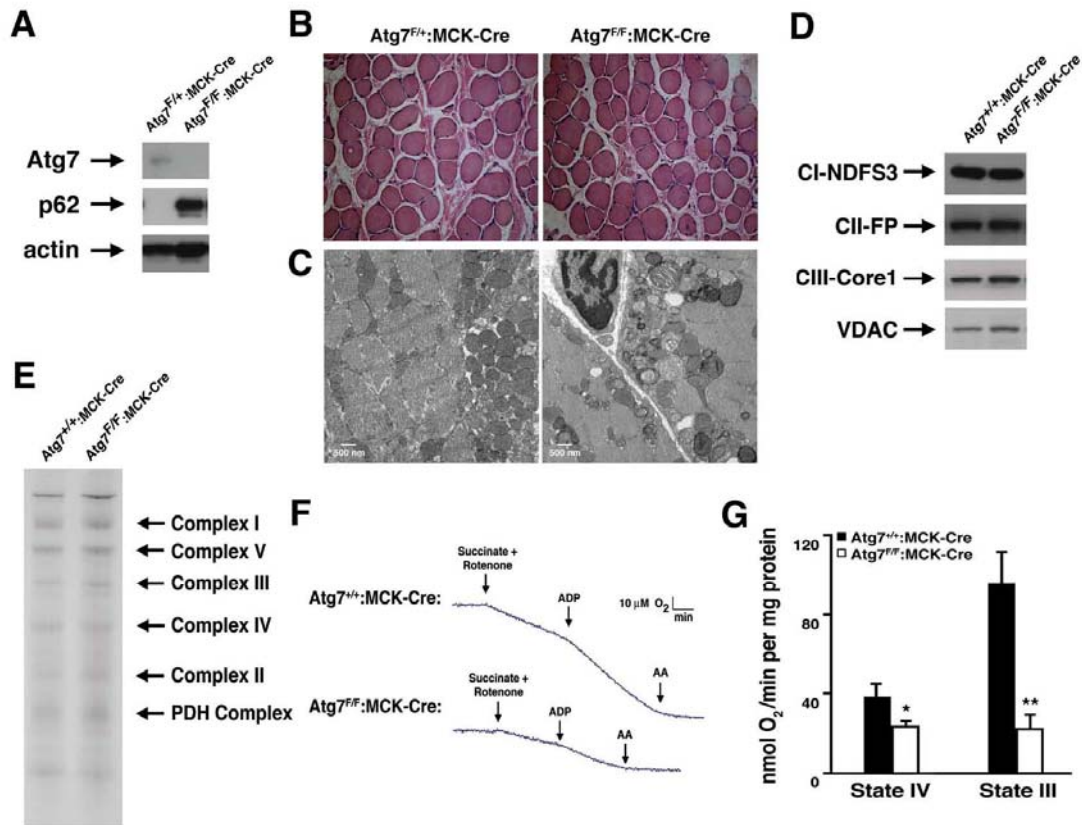 A
Atg7F/+:MCK-Cre
Atg7F/F:MCK-Cre
Atg7
p62
actin
B
Atg7F/+:MCK-Cre
Atg7F/F:MCK-Cre
C
500 nm
500 nm
D
Atg7+/+:MCK-Cre
Atg7F/F:MCK-Cre
CI-NDFS3
CII-FP
CIII-Core1
VDAC
E
Atg7+/+:MCK-Cre
Atg7F/F:MCK-Cre
Complex I
Complex V
Complex III
Complex IV
Complex II
PDH Complex
F
Succinate +
Rotenone
Atg7+/+:MCK-Cre:
ADP
10 µM O2
min
AA
Succinate +
Rotenone
Atg7F/F:MCK-Cre:
ADP
AA
G
Atg7+/+:MCK-Cre
Atg7F/F:MCK-Cre
nmol O2/min per mg protein
120
80
40
0
*
**
State IV
State III